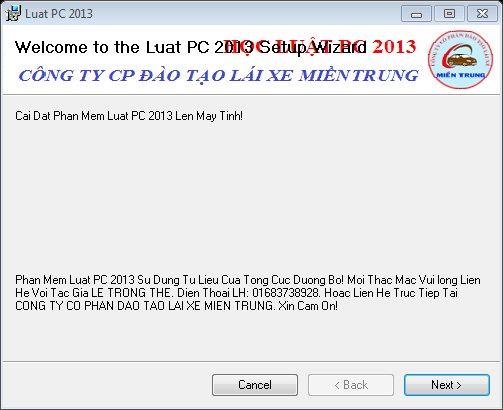 Luat PC 2013
Welcome to the Luat PC 2013 Setup Wizard
HỌC LUẬT PC 2013
CÔNG TY CP ĐÀO TẠO LÁI XE MIỀN TRUNG
CÔNG TY CỔ PHẦN ĐÀO TẠO LÁI XE
MIỀN TRUNG
Cai Dat Phan Mem Luat PC 2013 Len May Tinh!
Phan Mem Luat PC 2013 Su Dung Tu Lieu Cua Tong Cuc Duong Bo! Moi Thac Mac Vui long Lien
He Voi Tac Gia LE TRONG THE. Dien Thoai LH: 01683738928. Hoac Lien He Truc Tiep Tai
CONG TY CO PHAN DAO TAO LAI XE MIEN TRUNG. Xin Cam On!
Cancel
< Back
Next >